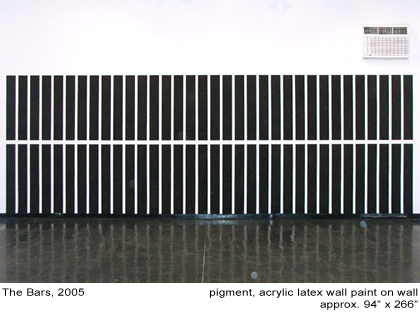 The Bars, 2005
pigment, acrylic latex wall paint on wall
approx. 94" x 266"